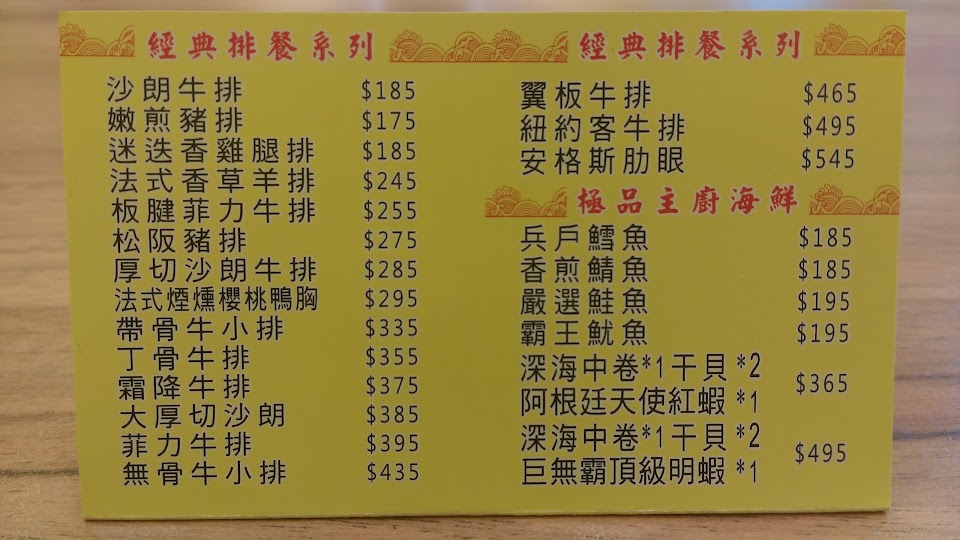 經典排餐系列
沙朗牛排 $185
嫩煎豬排 $175
迷迭香雞腿排 $185
法式香草羊排 $245
板腱菲力牛排 $255
松阪豬排 $275
厚切沙朗牛排 $285
法式煙燻櫻桃鴨胸 $295
帶骨牛小排 $335
丁骨牛排 $355
霜降牛排 $375
大厚切沙朗 $385
菲力牛排 $395
無骨牛小排 $435
經典排餐系列
翼板牛排 $465
紐約客牛排 $495
安格斯肋眼 $545
極品主廚海鮮
兵戶鱈魚 $185
香煎鯖魚 $185
嚴選鮭魚 $195
霸王魷魚 $195
深海中卷*1干貝*2
阿根廷天使紅蝦*1
$365
深海中卷*1干貝*2
巨無霸頂級明蝦*1
$495